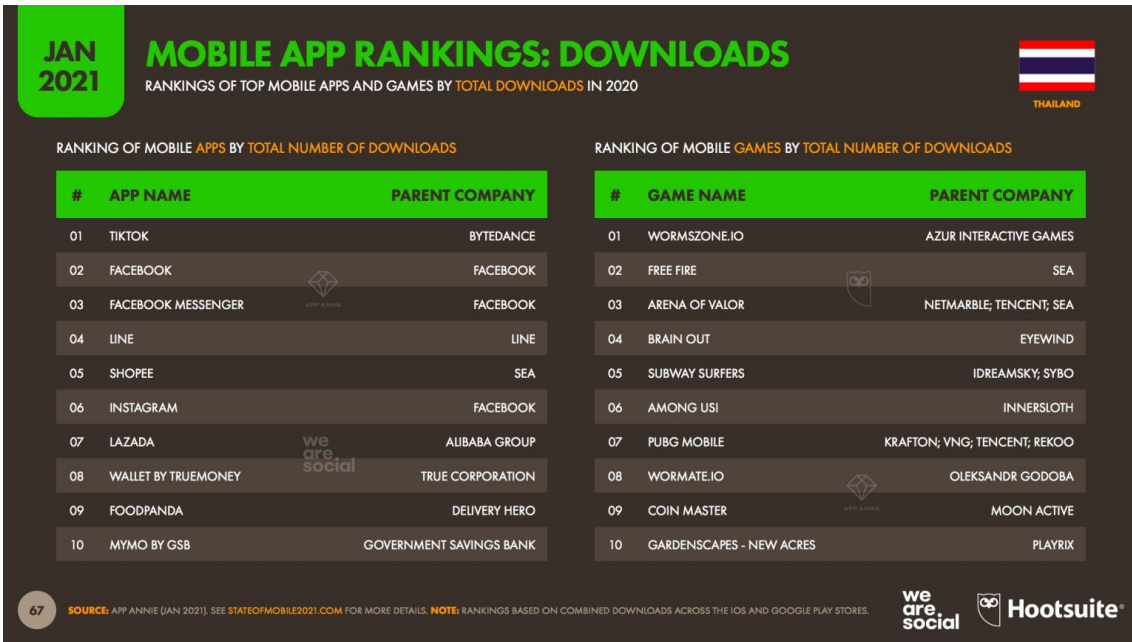 JAN
2021
MOBILE APP RANKINGS: DOWNLOADS
RANKINGS OF TOP MOBILE APPS AND GAMES BY TOTAL DOWNLOADS IN 2020
THAILAND
RANKING OF MOBILE APPS BY TOTAL NUMBER OF DOWNLOADS
# APP NAME PARENT COMPANY
01 TIKTOK BYTEDANCE
02 FACEBOOK FACEBOOK
03 FACEBOOK MESSENGER FACEBOOK
04 LINE LINE
05 SHOPEE SEA
06 INSTAGRAM FACEBOOK
07 LAZADA ALIBABA GROUP
08 WALLET BY TRUEMONEY TRUE CORPORATION
09 FOODPANDA DELIVERY HERO
10 MYMO BY GSB GOVERNMENT SAVINGS BANK
APP ANNIE
we
are.
social
RANKING OF MOBILE GAMES BY TOTAL NUMBER OF DOWNLOADS
# GAME NAME PARENT COMPANY
01 WORMSZONE.IO AZUR INTERACTIVE GAMES
02 FREE FIRE SEA
03 ARENA OF VALOR NETMARBLE; TENCENT; SEA
04 BRAIN OUT EYEWIND
05 SUBWAY SURFERS IDREAMSKY; SYBO
06 AMONG US! INNERSLOTH
07 PUBG MOBILE KRAFTON; VNG; TENCENT; REKOO
08 WORMATE.IO OLEKSANDR GODOBA
09 COIN MASTER MOON ACTIVE
10 GARDENSCAPES - NEW ACRES PLAYRIX
APP ANNIE
67
SOURCE: APP ANNIE (JAN 2021). SEE STATEOFMOBILE2021.COM FOR MORE DETAILS. NOTE: RANKINGS BASED ON COMBINED DOWNLOADS ACROSS THE IOS AND GOOGLE PLAY STORES.
we
are.
social
Hootsuite®